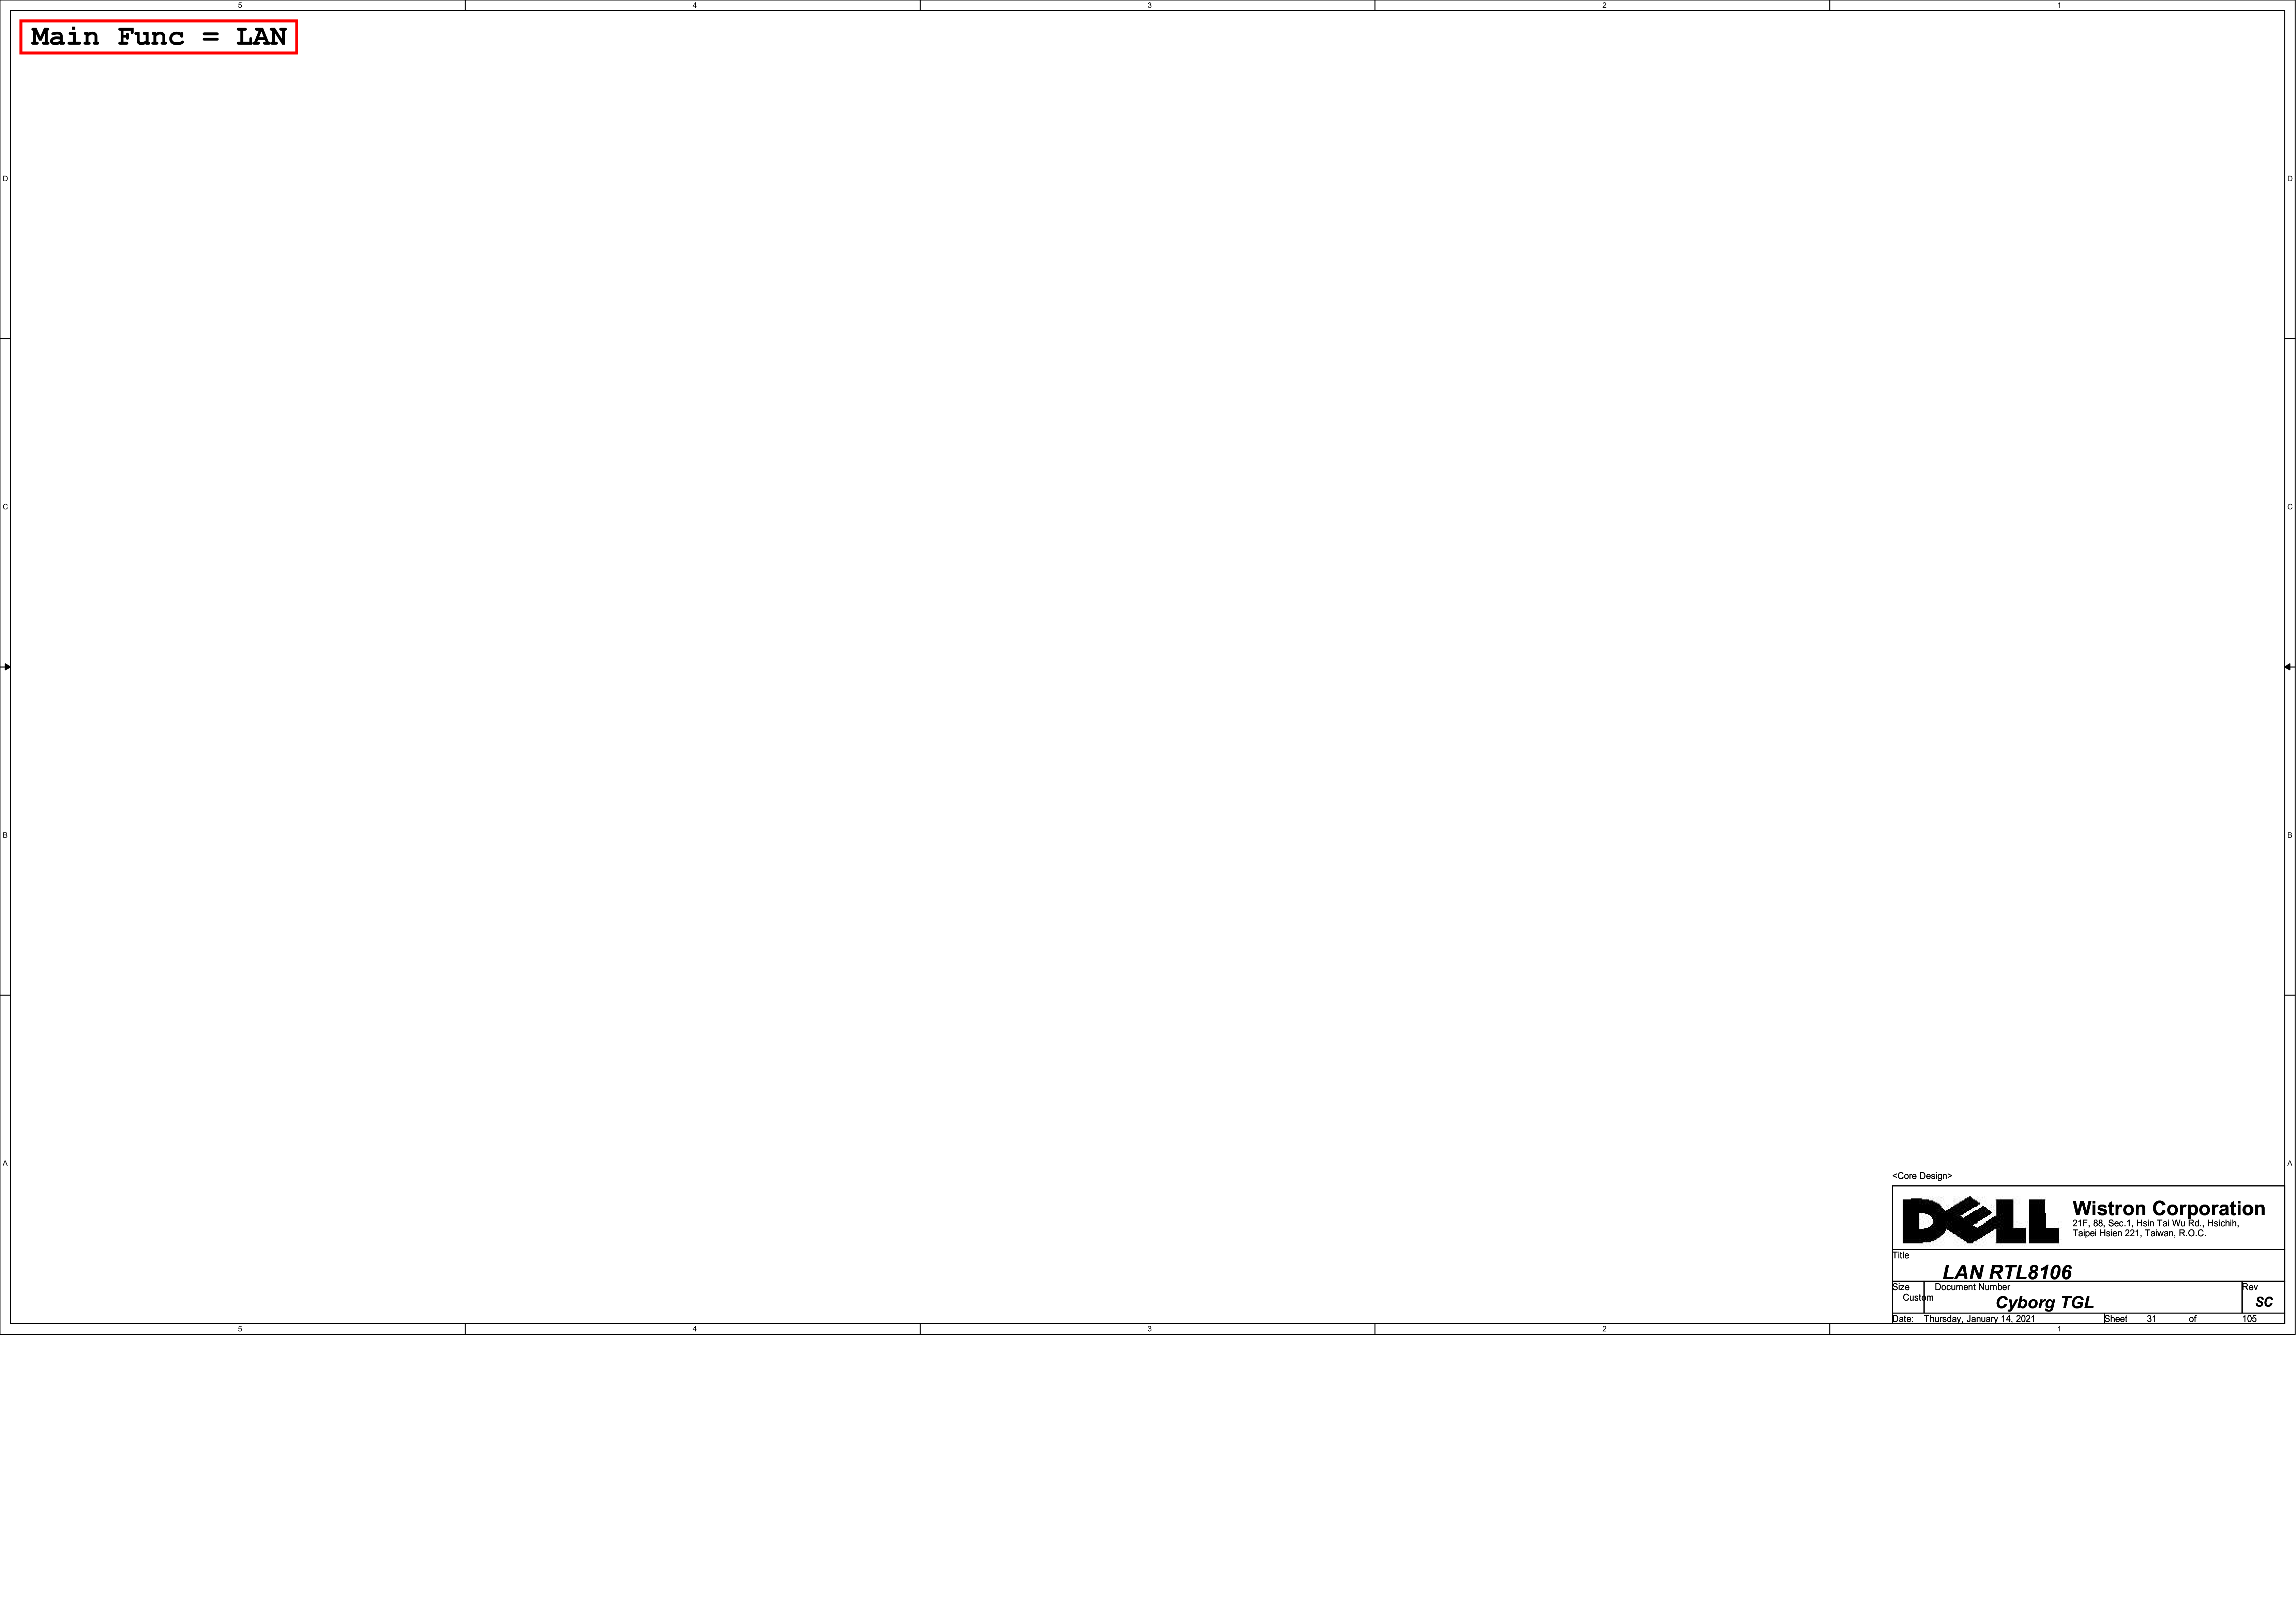 5 4 3 2 1
Main Func = LAN
D D
C C
B B
A A
<Core Design>
DELL
Wistron Corporation
21F, 88, Sec.1, Hsin Tai Wu Rd., Hsichih,
Taipei Hsien 221, Taiwan, R.O.C.
Title
LAN RTL8106
Size Document Number Rev
Custom Cyborg TGL SC
Date: Thursday, January 14, 2021 Sheet 31 of 105
5 4 3 2 1